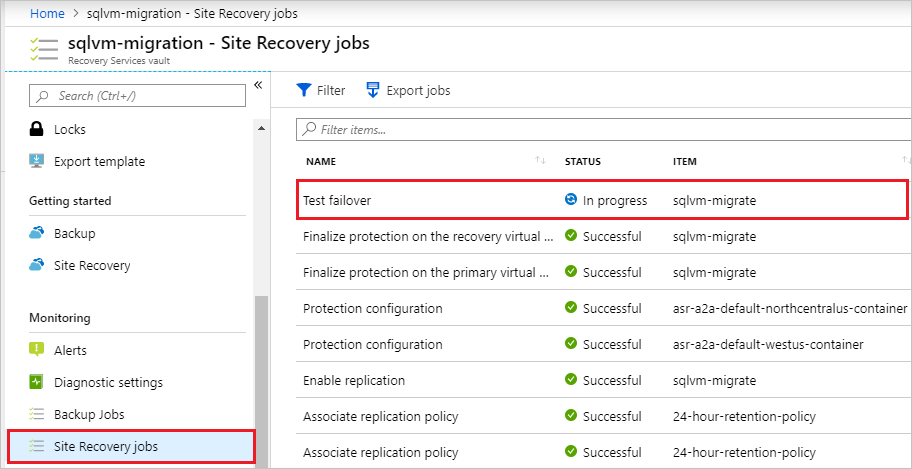 Home > sqlvm-migration - Site Recovery jobs
sqlvm-migration - Site Recovery jobs
Recovery Services vault
Search (Ctrl+/)
«
Locks
Export template
Getting started
Backup
Site Recovery
Monitoring
Alerts
Diagnostic settings
Backup Jobs
Site Recovery jobs
Filter Export jobs
Filter items...
NAME STATUS ITEM
Test failover In progress sqlvm-migrate
Finalize protection on the recovery virtual ... Successful sqlvm-migrate
Finalize protection on the primary virtual ... Successful sqlvm-migrate
Protection configuration Successful asr-a2a-default-northcentralus-container
Protection configuration Successful asr-a2a-default-westus-container
Enable replication Successful sqlvm-migrate
Associate replication policy Successful 24-hour-retention-policy
Associate replication policy Successful 24-hour-retention-policy